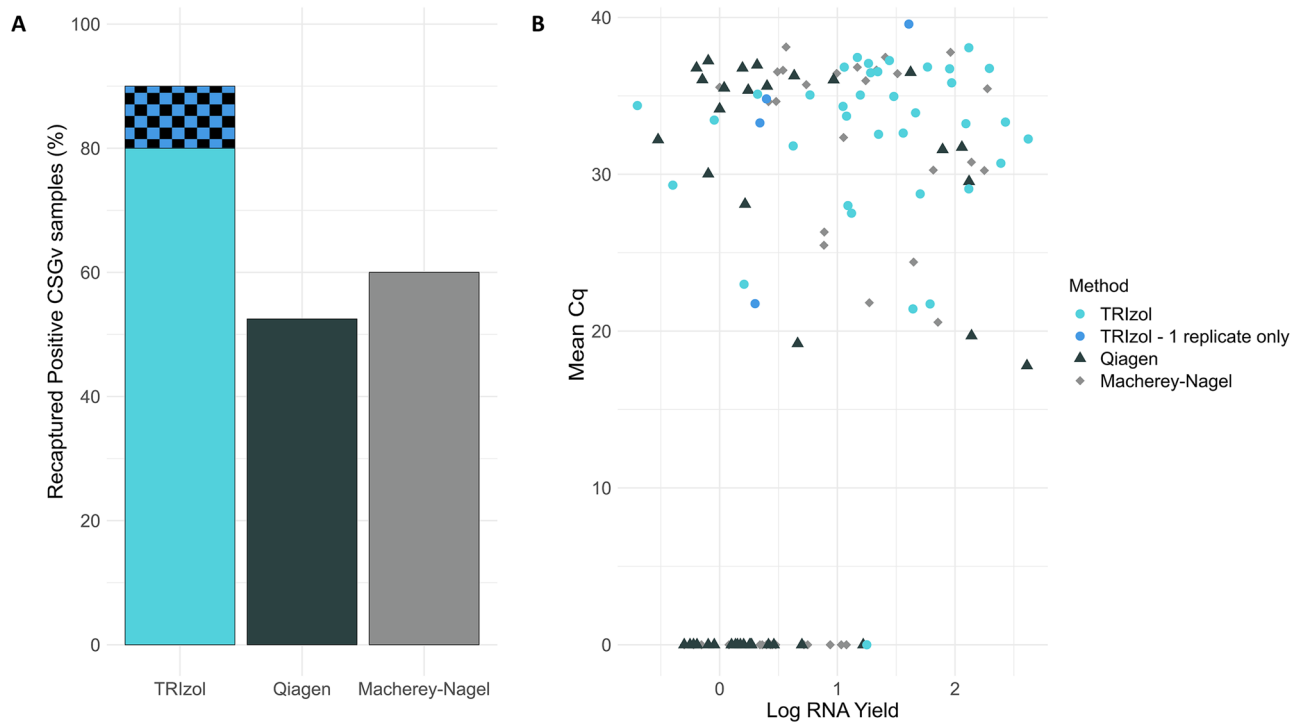 A
Recaptured Positive CSGv samples (%)
100
80
60
40
20
0
TRIzol
Qiagen
Macherey-Nagel
B
Mean Cq
40
30
20
10
0
0
1
2
Log RNA Yield
Method
TRIzol
TRIzol - 1 replicate only
Qiagen
Macherey-Nagel